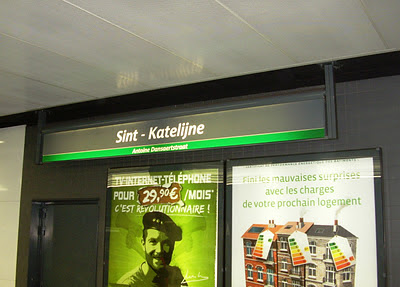 Sint - Katelijne
Antoine Dansaertstraat
TV-INTERNET-TÉLÉPHONE
POUR 29,90€ /MOIS*
C'EST RÉVOLUTIONNAIRE !
Fini les mauvaises surprises
avec les charges
de votre prochain logement